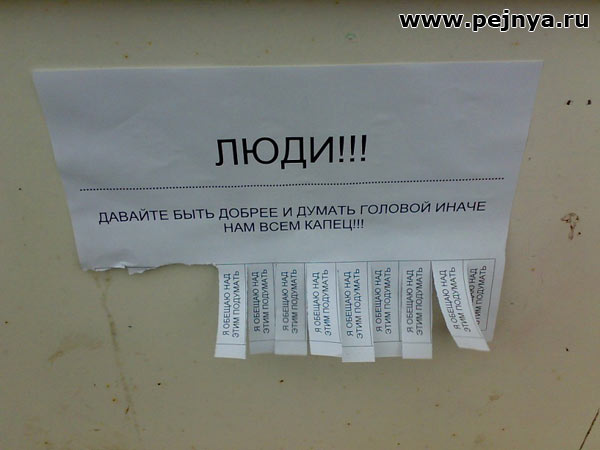 www.pejnya.ru
ЛЮДИ!!!
ДАВАЙТЕ БЫТЬ ДОБРЕЕ И ДУМАТЬ ГОЛОВОЙ ИНАЧЕ
НАМ ВСЕМ КАПЕЦ!!!
Я ОБЕЩАЮ НАД
ЭТИМ ПОДУМАТЬ
Я ОБЕЩАЮ НАД
ЭТИМ ПОДУМАТЬ
Я ОБЕЩАЮ НАД
ЭТИМ ПОДУМАТЬ
Я ОБЕЩАЮ НАД
ЭТИМ ПОДУМАТЬ
Я ОБЕЩАЮ НАД
ЭТИМ ПОДУМАТЬ
Я ОБЕЩАЮ НАД
ЭТИМ ПОДУМАТЬ
Я ОБЕЩАЮ НАД
ЭТИМ ПОДУМАТЬ
Я ОБЕЩАЮ НАД
ЭТИМ ПОДУМАТЬ
НАД
ПОДУМАТЬ